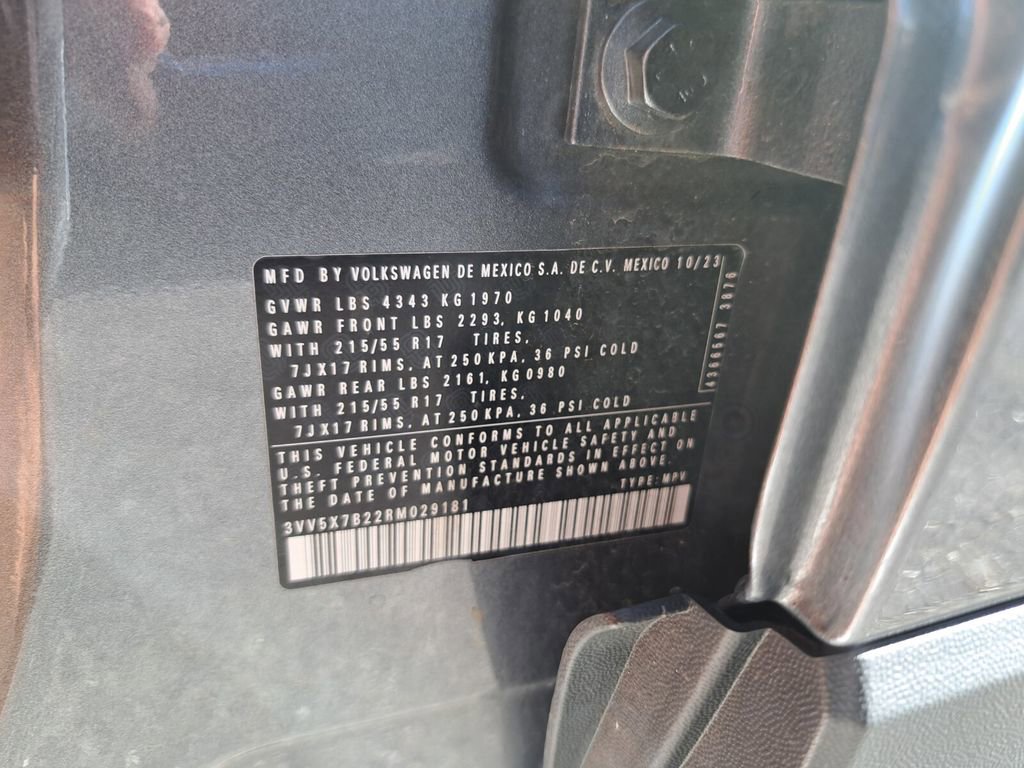 MFD BY VOLKSWAGEN DE MEXICO S.A. DE C.V. MEXICO 10/23
GVWR LBS 4343 KG 1970
GAWR FRONT LBS 2293, KG 1040
WITH 215/55 R17 TIRES,
7JX17 RIMS, AT 250 KPA, 36 PSI COLD
GAWR REAR LBS 2161, KG 0980
WITH 215/55 R17 TIRES,
7JX17 RIMS, AT 250 KPA, 36 PSI COLD
THIS VEHICLE CONFORMS TO ALL APPLICABLE
U.S. FEDERAL MOTOR VEHICLE SAFETY AND
THEFT PREVENTION STANDARDS IN EFFECT ON
THE DATE OF MANUFACTURE SHOWN ABOVE.
TYPE: MPV
3VV5X7B22RM029181
3876